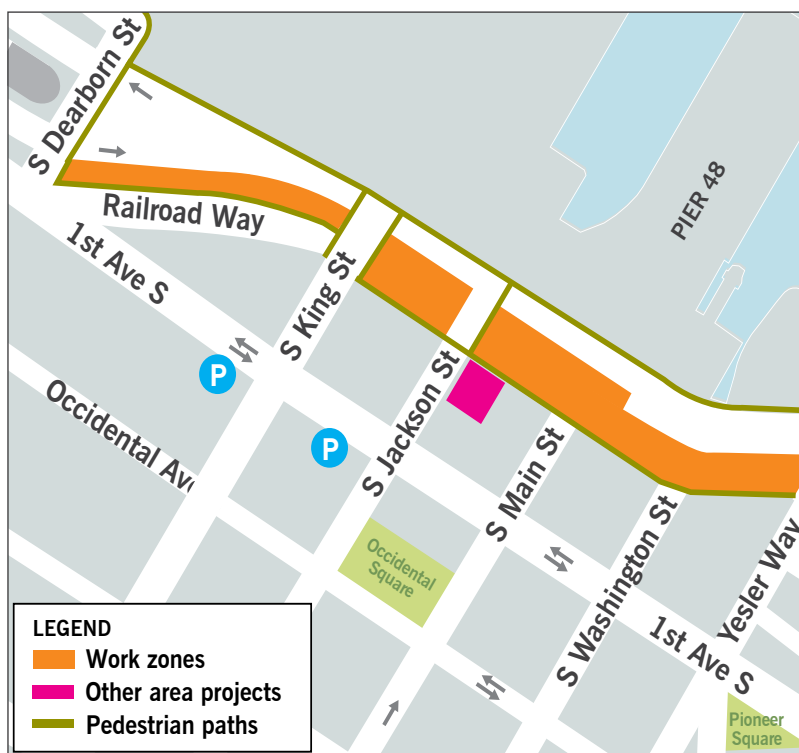 S Dearborn St
PIER 48
Railroad Way
1st Ave S
S King St
P
Occidental Av
P
S Jackson St
S Main St
Occidental
Square
S Washington St
Yesler Way
1st Ave S
Pioneer
Square
LEGEND
Work zones
Other area projects
Pedestrian paths